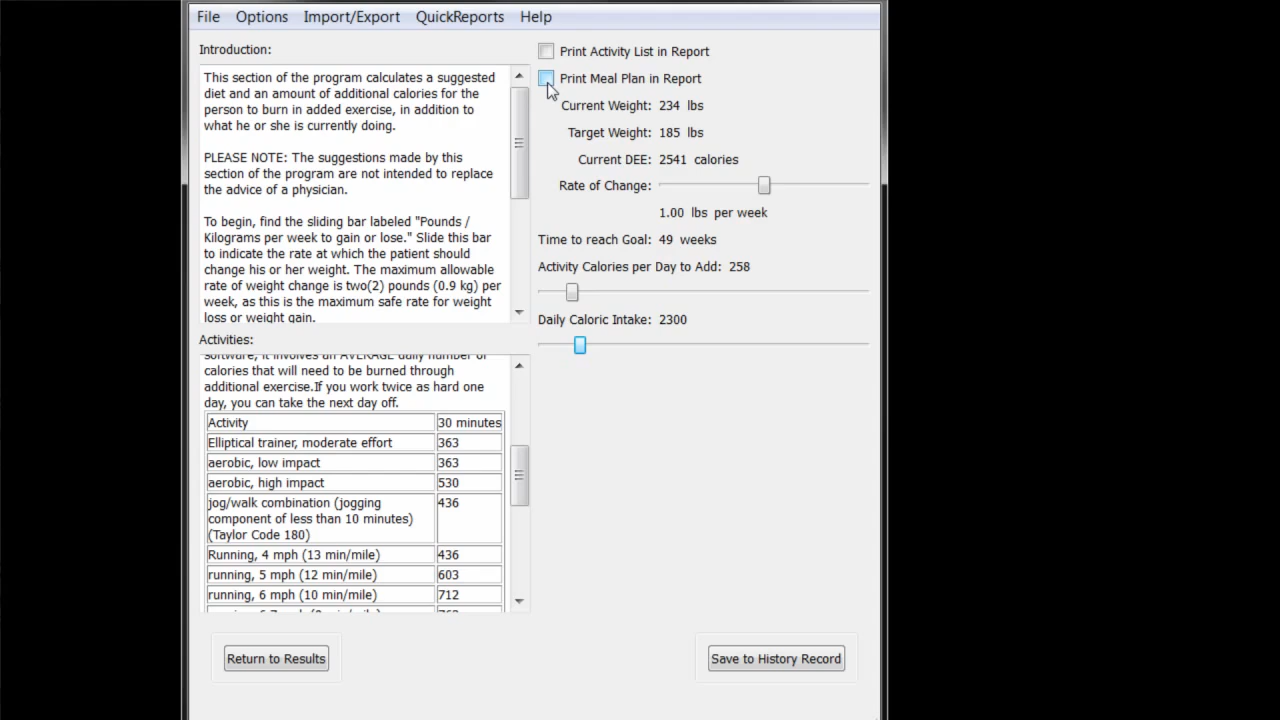 File Options Import/Export QuickReports Help
Introduction:
This section of the program calculates a suggested
diet and an amount of additional calories for the
person to burn in added exercise, in addition to
what he or she is currently doing.
PLEASE NOTE: The suggestions made by this
section of the program are not intended to replace
the advice of a physician.
To begin, find the sliding bar labeled "Pounds /
Kilograms per week to gain or lose." Slide this bar
to indicate the rate at which the patient should
change his or her weight. The maximum allowable
rate of weight change is two(2) pounds (0.9 kg) per
week, as this is the maximum safe rate for weight
loss or weight gain.
Activities:
software, it involves an AVERAGE daily number of
calories that will need to be burned through
additional exercise.If you work twice as hard one
day, you can take the next day off.
Activity 30 minutes
Elliptical trainer, moderate effort 363
aerobic, low impact 363
aerobic, high impact 530
jog/walk combination (jogging 436
component of less than 10 minutes)
(Taylor Code 180)
Running, 4 mph (13 min/mile) 436
running, 5 mph (12 min/mile) 603
running, 6 mph (10 min/mile) 712
Print Activity List in Report
Print Meal Plan in Report
Current Weight: 234 lbs
Target Weight: 185 lbs
Current DEE: 2541 calories
Rate of Change:
1.00 lbs per week
Time to reach Goal: 49 weeks
Activity Calories per Day to Add: 258
Daily Caloric Intake: 2300
Return to Results
Save to History Record